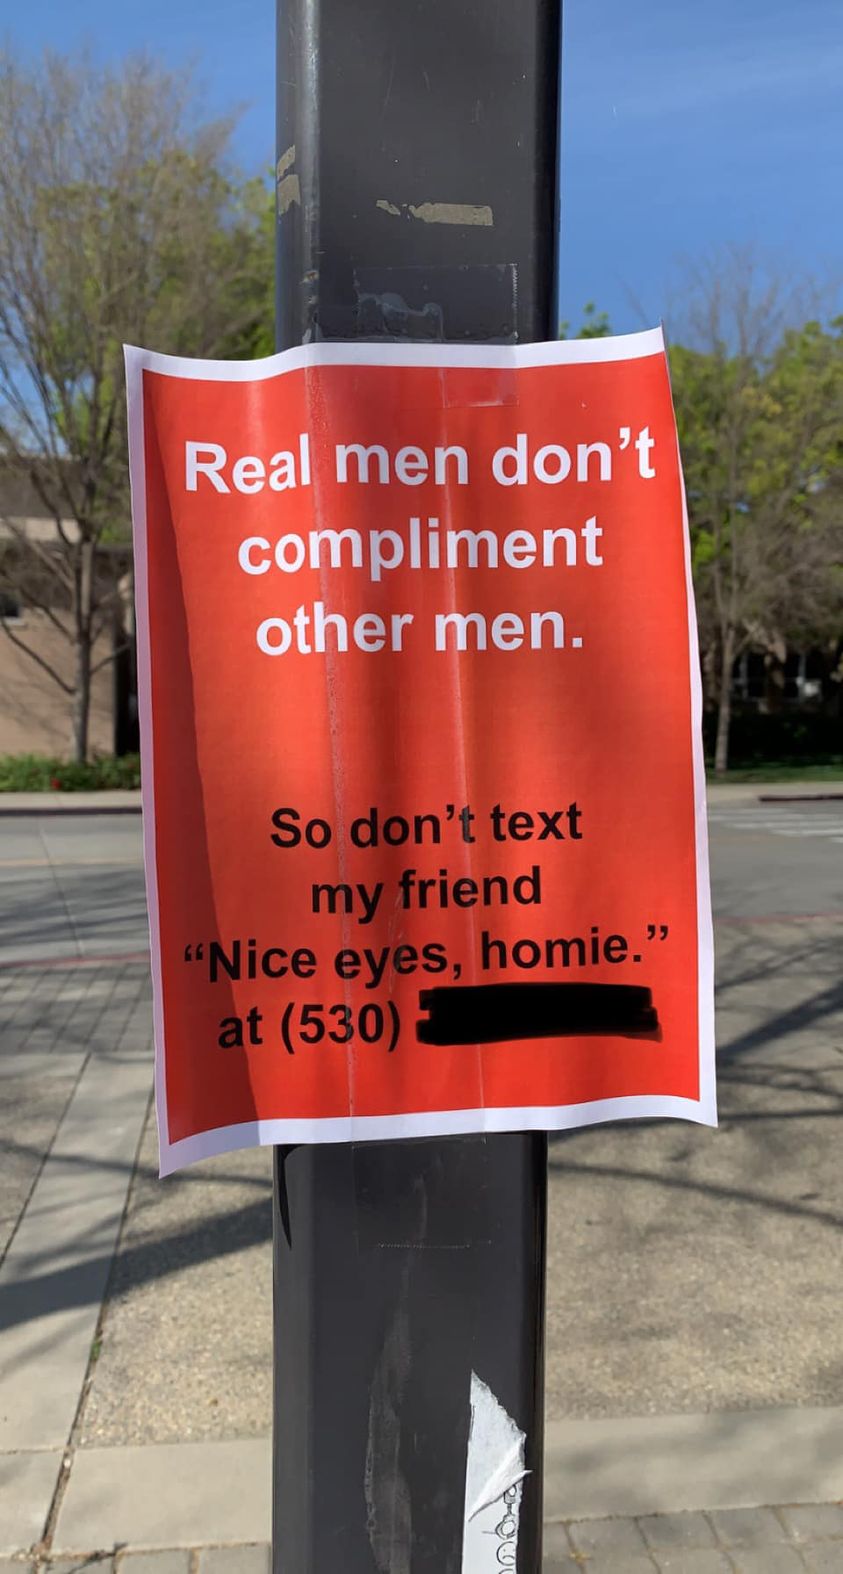 Real men don’t
compliment
other men.
So don’t text
my friend
“Nice eyes, homie.”
at (530)